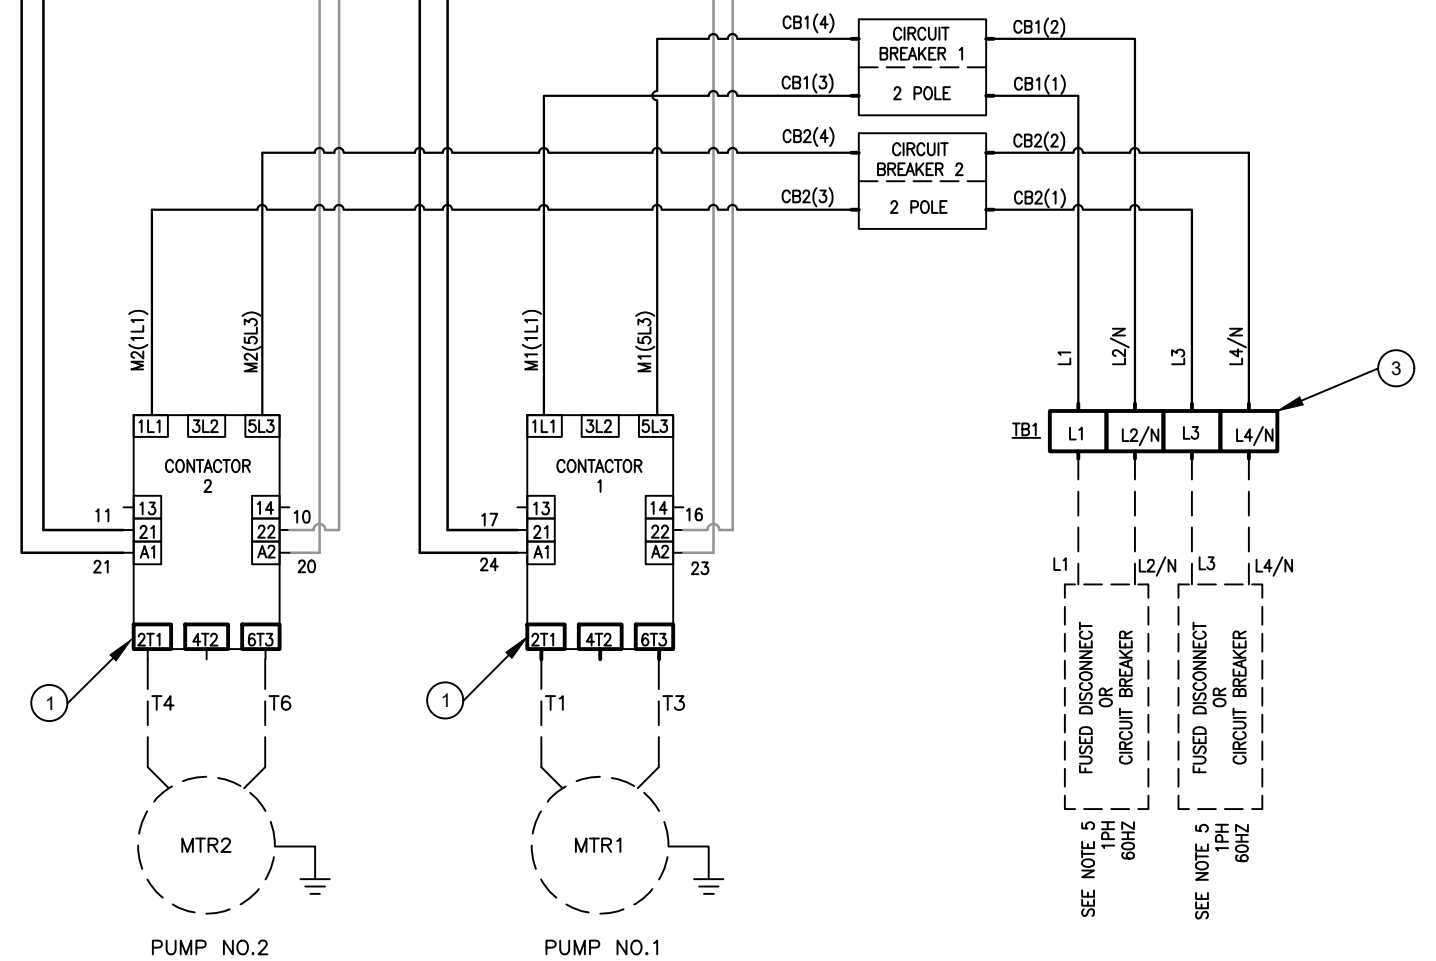 CB1(4)
CIRCUIT
BREAKER 1
CB1(2)
CB1(3)
2 POLE
CB1(1)
CB2(4)
CIRCUIT
BREAKER 2
CB2(2)
CB2(3)
2 POLE
CB2(1)
M2(1L1)
M2(5L3)
M1(1L1)
M1(5L3)
L1
L2/N
L3
L4/N
3
1L1
3L2
5L3
CONTACTOR
2
11
13
14
10
21
22
21
A1
A2
20
2T1
4T2
6T3
1
T4
T6
MTR2
PUMP NO.2
1L1
3L2
5L3
CONTACTOR
1
17
13
14
16
21
22
24
A1
A2
23
2T1
4T2
6T3
1
T1
T3
MTR1
PUMP NO.1
TB1
L1
L2/N
L3
L4/N
L1
L2/N
L3
L4/N
FUSED DISCONNECT
OR
CIRCUIT BREAKER
FUSED DISCONNECT
OR
CIRCUIT BREAKER
SEE NOTE 5
1PH
60HZ
SEE NOTE 5
1PH
60HZ